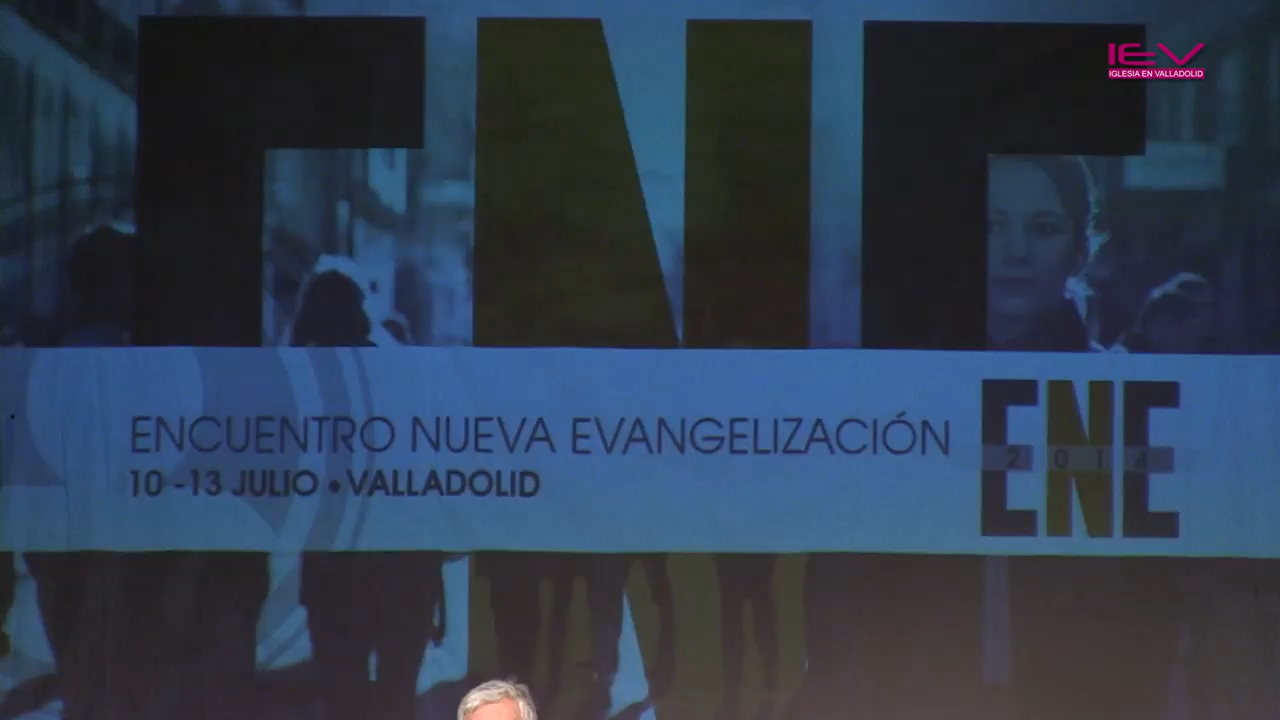 ENE
IEV
IGLESIA EN VALLADOLID
ENCUENTRO NUEVA EVANGELIZACIÓN
10 -13 JULIO • VALLADOLID
ENE
2014